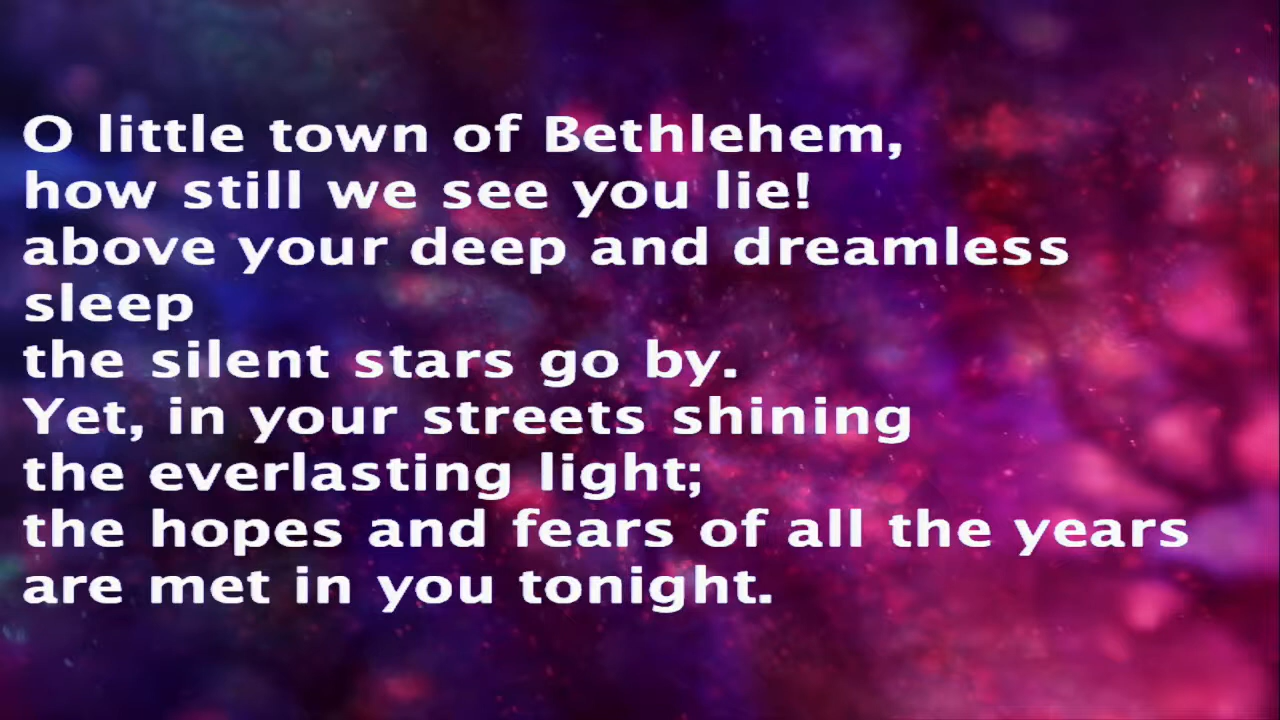 O little town of Bethlehem,
how still we see you lie!
above your deep and dreamless
sleep
the silent stars go by.
Yet, in your streets shining
the everlasting light;
the hopes and fears of all the years
are met in you tonight.